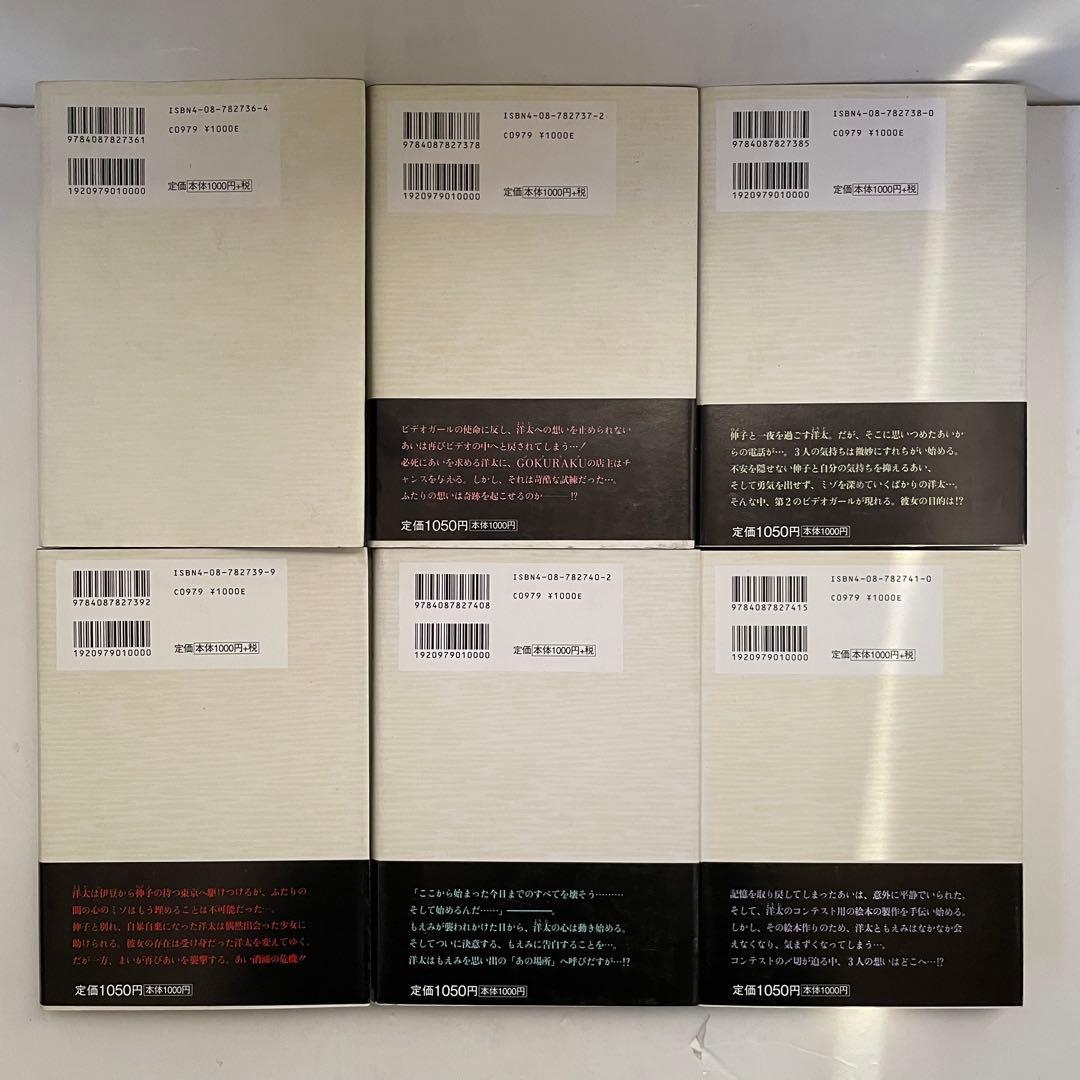 ISBN4-08-782736-4
C0979 ¥1000E
9784087827361
1920979010000
定価 本体1000円+税
ISBN4-08-782737-2
C0979 ¥1000E
9784087827378
1920979010000
定価 本体1000円+税
ビデオガールの使命に反し、洋太への想いを止められない
あいは再びビデオの中へと戻されてしまう…!
必死にあいを求める洋太に、GOKURAKUの店主はチ
ャンスを与える。しかし、それは苛酷な試練だった…。
ふたりの想いは奇跡を起こせるのか———!?
定価1050円 本体1000円
ISBN4-08-782738-0
C0979 ¥1000E
9784087827385
1920979010000
定価 本体1000円+税
伸子と一夜を過ごす洋太。だが、そこに思いつめたあいか
らの電話が…。3人の気持ちは微妙にすれちがい始める。
不安を隠せない伸子と自分の気持ちを抑えるあい、
そして勇気を出せず、ミゾを深めていくばかりの洋太…。
そんな中、第2のビデオガールが現れる。彼女の目的は!?
定価1050円 本体1000円
ISBN4-08-782739-9
C0979 ¥1000E
9784087827392
1920979010000
定価 本体1000円+税
洋太は伊豆から伸子の待つ東京へ駆けつけるが、ふたりの
間の心のミゾはもう埋めることは不可能だった…。
伸子と別れ、自暴自棄になった洋太は偶然出会った少女に
助けられる。彼女の存在は受け身だった洋太を変えてゆく。
だが一方、まいが再びあいを襲撃する。あい消滅の危機!!
定価1050円 本体1000円
ISBN4-08-782740-2
C0979 ¥1000E
9784087827408
1920979010000
定価 本体1000円+税
「ここから始まった今日までのすべてを壊そう………
そして始めるんだ……」———。
もえみが襲われかけた日から、洋太の心は動き始める。
そしてついに決意する、もえみに告白することを…。
洋太はもえみを思い出の「あの場所」へ呼びだすが…!?
定価1050円 本体1000円
ISBN4-08-782741-0
C0979 ¥1000E
9784087827415
1920979010000
定価 本体1000円+税
記憶を取り戻してしまったあいは、意外に平静でいられた。
そして、洋太のコンテスト用の絵本の製作を手伝い始める。
しかし、その絵本作りのため、洋太ともえみはなかなか会
えなくなり、気まずくなってしまう…。
コンテストの〆切が迫る中、3人の想いはどこへ…!?
定価1050円 本体1000円